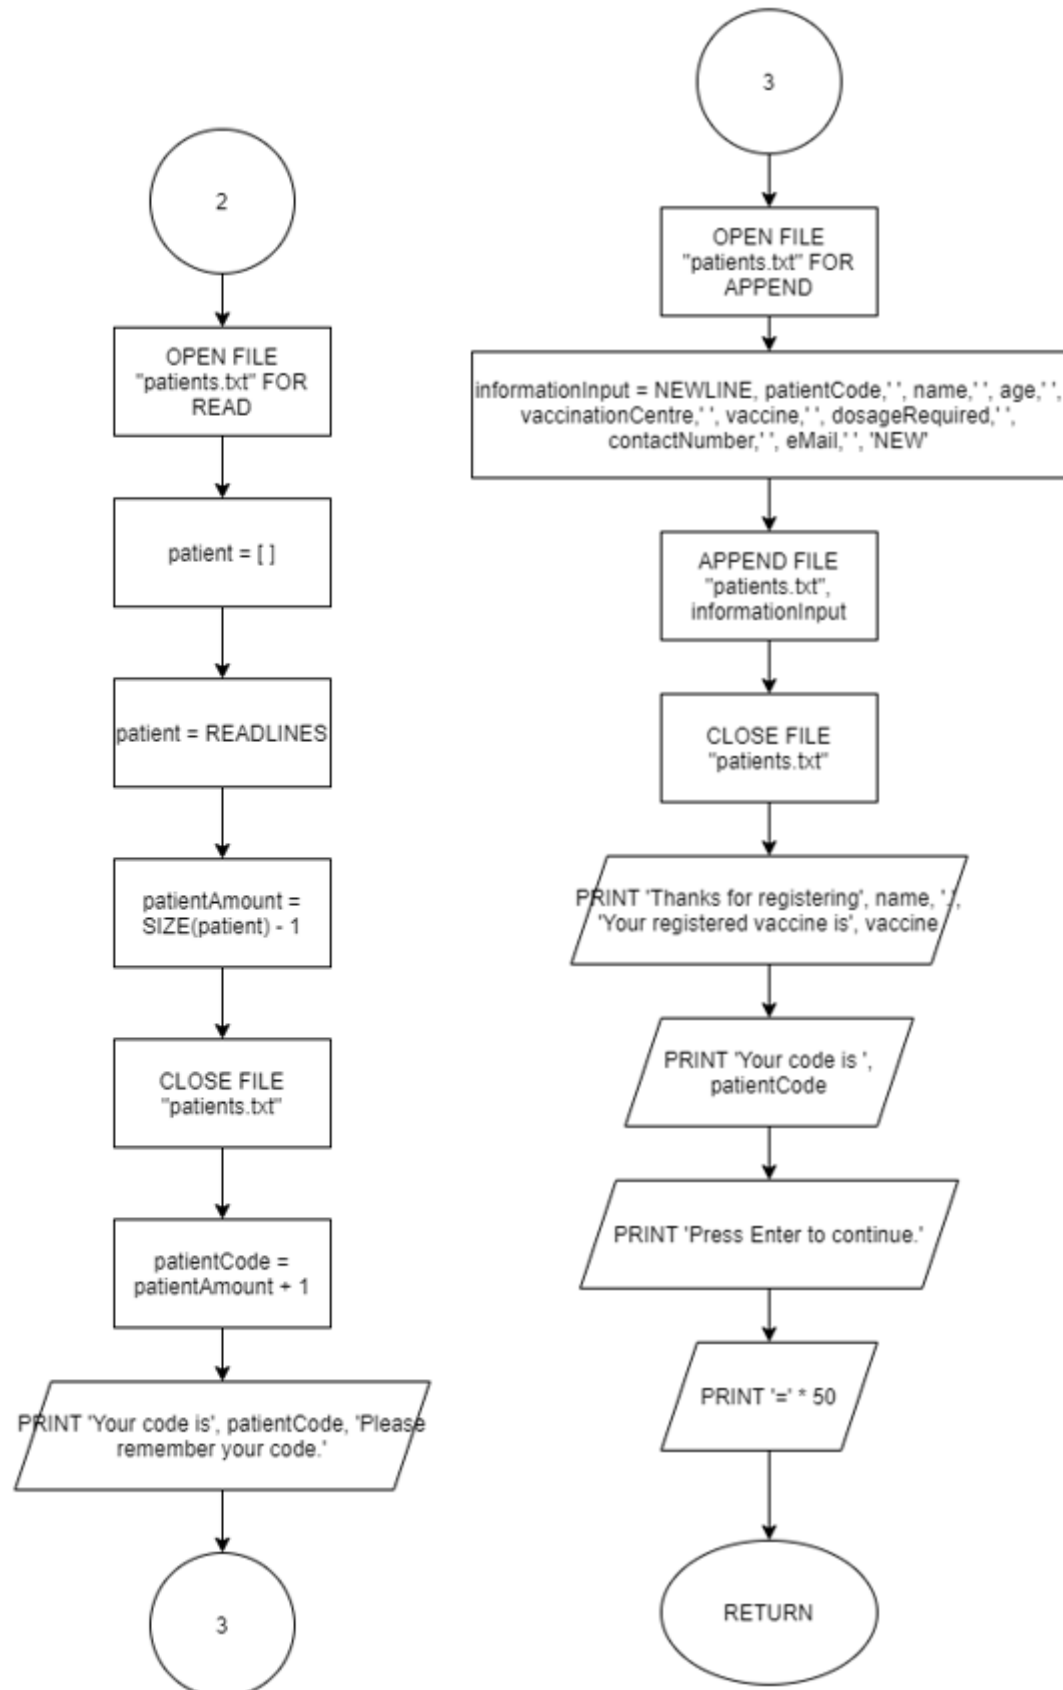 2
OPEN FILE
"patients.txt" FOR
READ
patient = [ ]
patient = READLINES
patientAmount =
SIZE(patient) - 1
CLOSE FILE
"patients.txt"
patientCode =
patientAmount + 1
PRINT 'Your code is', patientCode, 'Please
remember your code.'
3
3
OPEN FILE
"patients.txt" FOR
APPEND
informationInput = NEWLINE, patientCode,' ', name,' ', age,' ',
vaccinationCentre,' ', vaccine,' ', dosageRequired,' ',
contactNumber,' ', eMail,' ', 'NEW'
APPEND FILE
"patients.txt",
informationInput
CLOSE FILE
"patients.txt"
PRINT 'Thanks for registering', name, '.',
'Your registered vaccine is', vaccine
PRINT 'Your code is ',
patientCode
PRINT 'Press Enter to continue.'
PRINT '=' * 50
RETURN